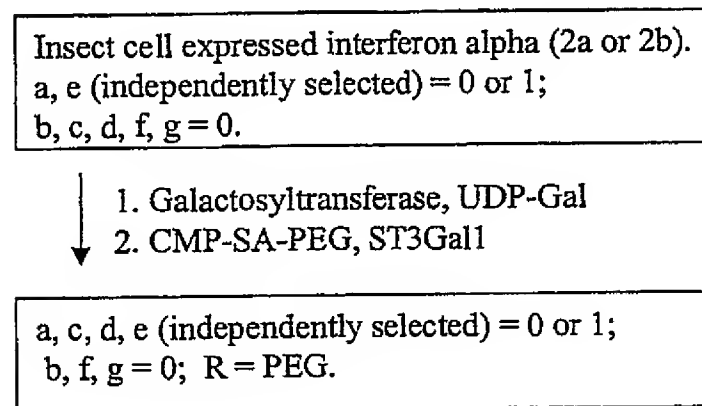 Insect cell expressed interferon alpha (2a or 2b).
a, e (independently selected) = 0 or 1;
b, c, d, f, g = 0.
1. Galactosyltransferase, UDP-Gal
2. CMP-SA-PEG, ST3Gal1
a, c, d, e (independently selected) = 0 or 1;
b, f, g = 0; R = PEG.